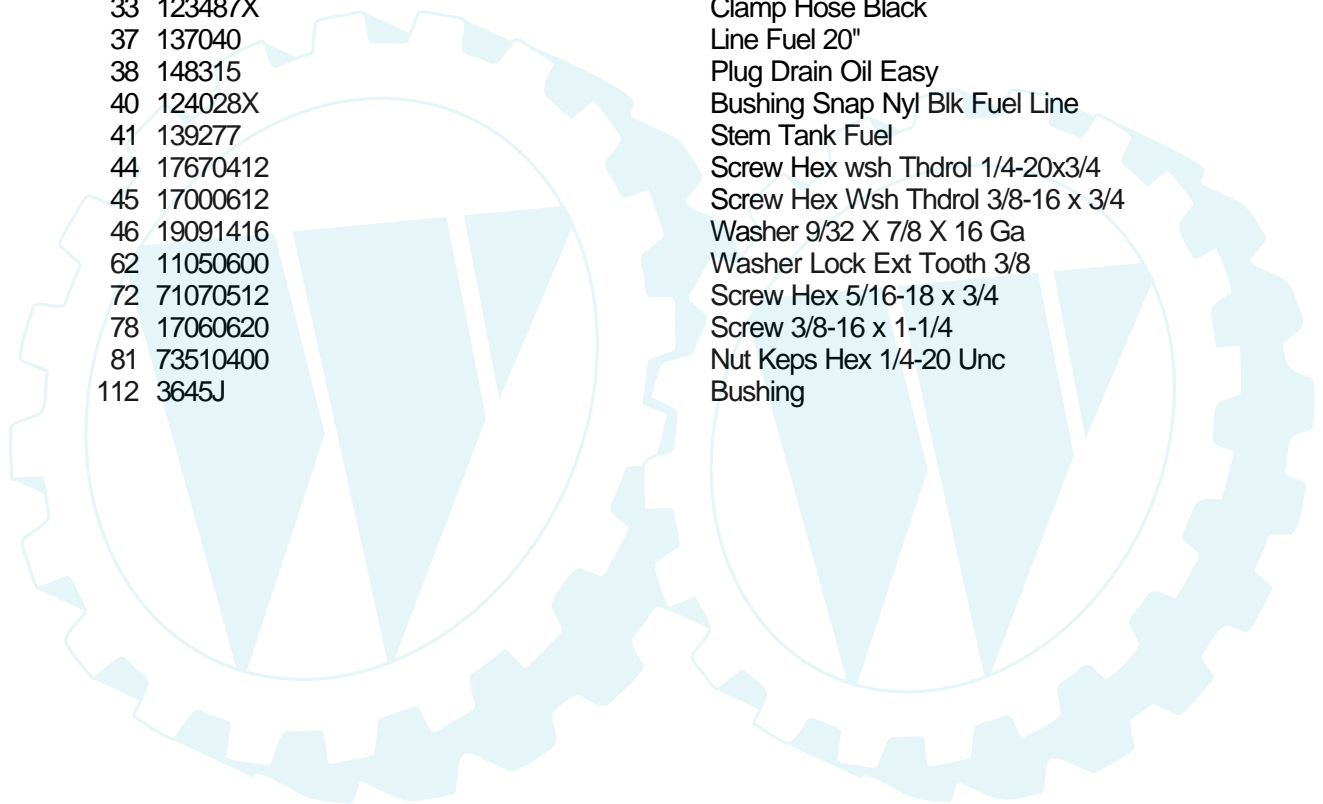 33 123487X Clamp Hose Black
37 137040 Line Fuel 20"
38 148315 Plug Drain Oil Easy
40 124028X Bushing Snap Nyl Blk Fuel Line
41 139277 Stem Tank Fuel
44 17670412 Screw Hex wsh Thdrol 1/4-20x3/4
45 17000612 Screw Hex Wsh Thdrol 3/8-16 x 3/4
46 19091416 Washer 9/32 X 7/8 X 16 Ga
62 11050600 Washer Lock Ext Tooth 3/8
72 71070512 Screw Hex 5/16-18 x 3/4
78 17060620 Screw 3/8-16 x 1-1/4
81 73510400 Nut Keps Hex 1/4-20 Unc
112 3645J Bushing